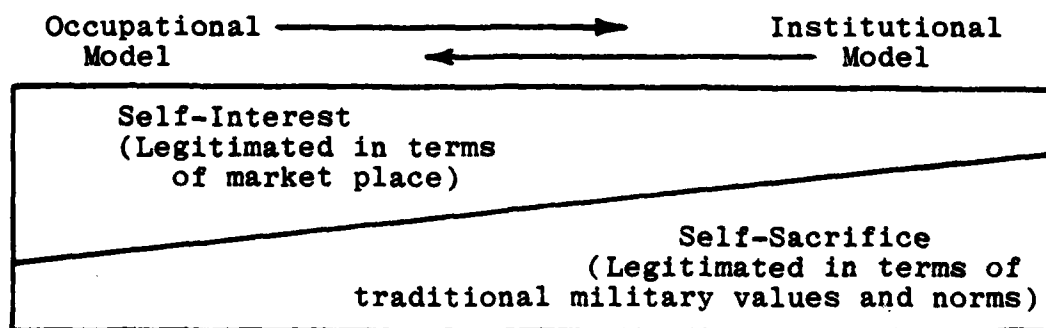 Occupational Institutional
Model Model
Self-Interest
(Legitimated in terms
of market place)
Self-Sacrifice
(Legitimated in terms of
traditional military values and norms)